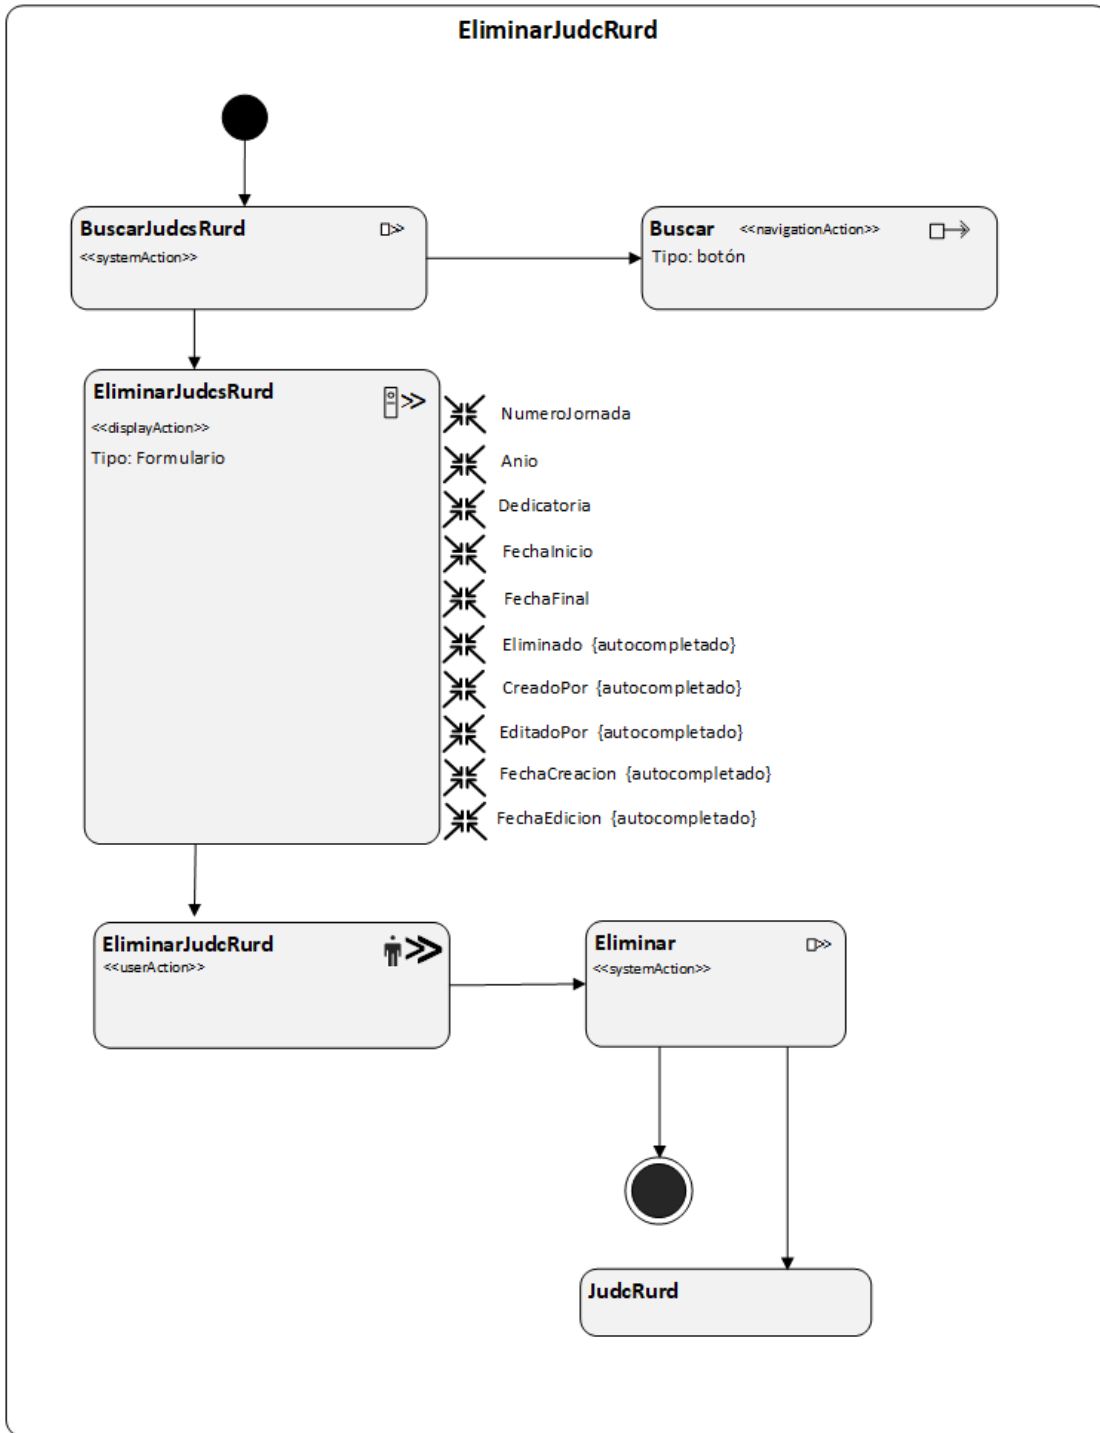 EliminarJudcRurd
BuscarJudcsRurd
<<systemAction>>
Buscar <<navigationAction>>
Tipo: botón
EliminarJudcsRurd
<<displayAction>>
Tipo: Formulario
NumeroJornada
Anio
Dedicatoria
FechaInicio
FechaFinal
Eliminado {autocompletado}
CreadoPor {autocompletado}
EditadoPor {autocompletado}
FechaCreacion {autocompletado}
FechaEdicion {autocompletado}
EliminarJudcRurd
<<userAction>>
Eliminar
<<systemAction>>
JudcRurd